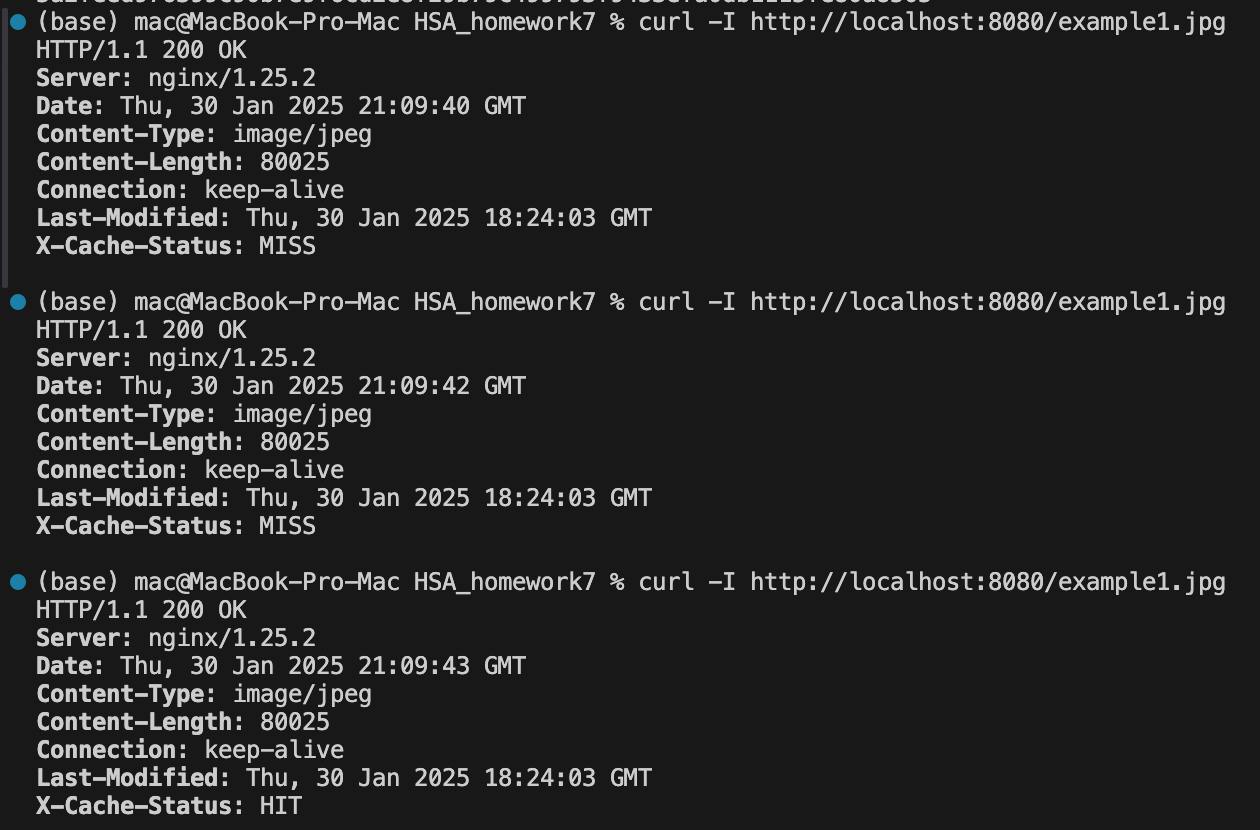 (base) mac@MacBook-Pro-Mac HSA_homework7 % curl -I http://localhost:8080/example1.jpg
HTTP/1.1 200 OK
Server: nginx/1.25.2
Date: Thu, 30 Jan 2025 21:09:40 GMT
Content-Type: image/jpeg
Content-Length: 80025
Connection: keep-alive
Last-Modified: Thu, 30 Jan 2025 18:24:03 GMT
X-Cache-Status: MISS
(base) mac@MacBook-Pro-Mac HSA_homework7 % curl -I http://localhost:8080/example1.jpg
HTTP/1.1 200 OK
Server: nginx/1.25.2
Date: Thu, 30 Jan 2025 21:09:42 GMT
Content-Type: image/jpeg
Content-Length: 80025
Connection: keep-alive
Last-Modified: Thu, 30 Jan 2025 18:24:03 GMT
X-Cache-Status: MISS
(base) mac@MacBook-Pro-Mac HSA_homework7 % curl -I http://localhost:8080/example1.jpg
HTTP/1.1 200 OK
Server: nginx/1.25.2
Date: Thu, 30 Jan 2025 21:09:43 GMT
Content-Type: image/jpeg
Content-Length: 80025
Connection: keep-alive
Last-Modified: Thu, 30 Jan 2025 18:24:03 GMT
X-Cache-Status: HIT